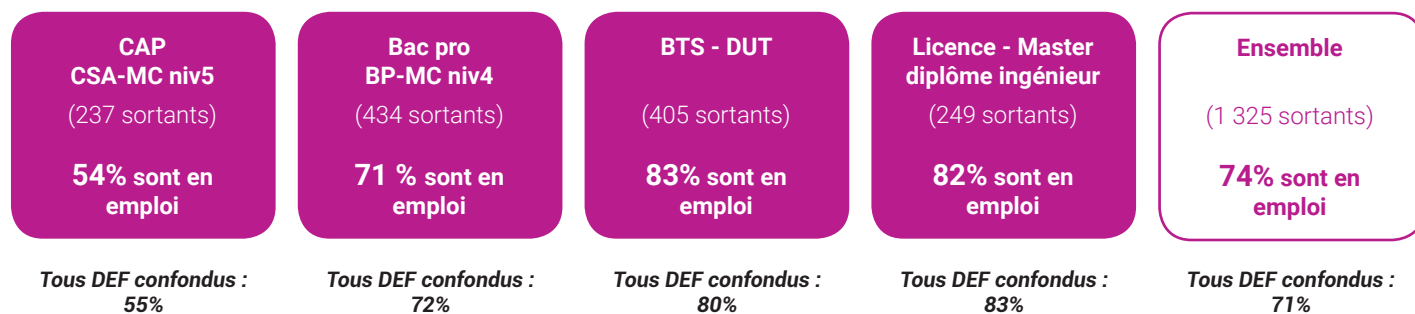 CAP
CSA-MC niv5
(237 sortants)
54% sont en
emploi
Tous DEF confondus :
55%
Bac pro
BP-MC niv4
(434 sortants)
71 % sont en
emploi
Tous DEF confondus :
72%
BTS - DUT
(405 sortants)
83% sont en
emploi
Tous DEF confondus :
80%
Licence - Master
diplôme ingénieur
(249 sortants)
82% sont en
emploi
Tous DEF confondus :
83%
Ensemble
(1 325 sortants)
74% sont en
emploi
Tous DEF confondus :
71%